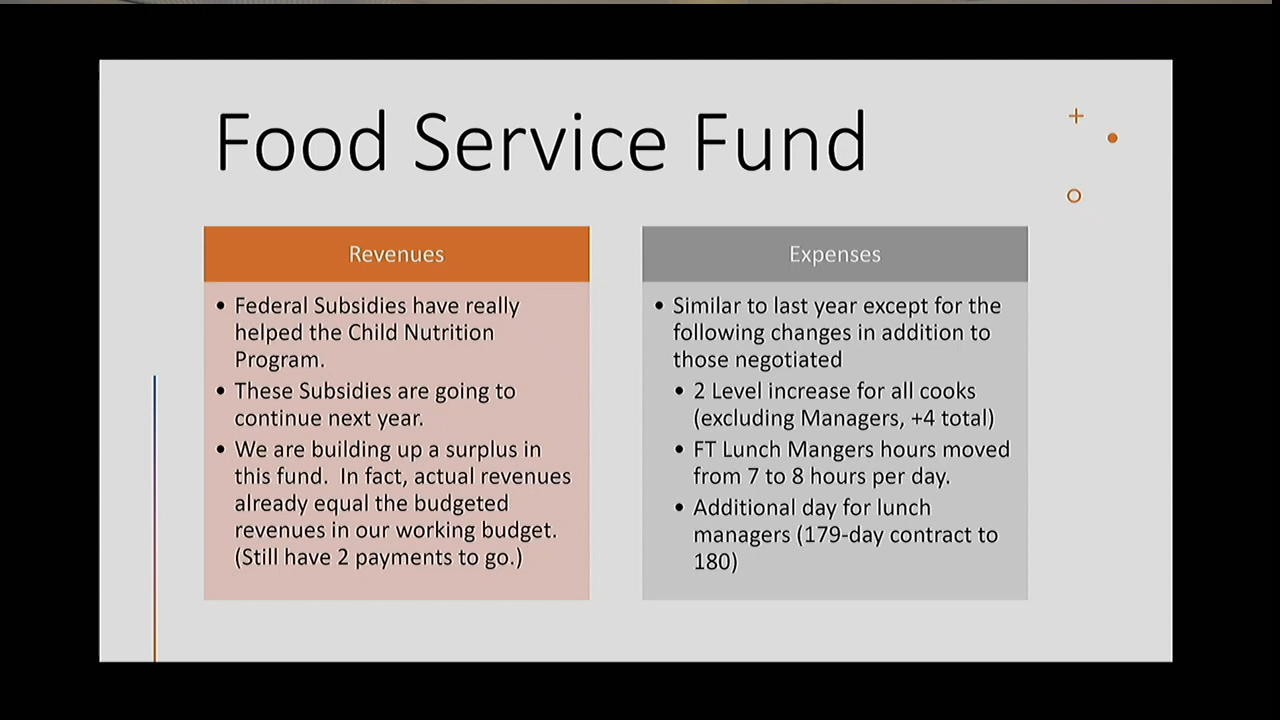 Food Service Fund
Revenues
• Federal Subsidies have really
helped the Child Nutrition
Program.
• These Subsidies are going to
continue next year.
• We are building up a surplus in
this fund.  In fact, actual revenues
already equal the budgeted
revenues in our working budget.
(Still have 2 payments to go.)
Expenses
• Similar to last year except for the
following changes in addition to
those negotiated
• 2 Level increase for all cooks
(excluding Managers, +4 total)
• FT Lunch Mangers hours moved
from 7 to 8 hours per day.
• Additional day for lunch
managers (179-day contract to
180)